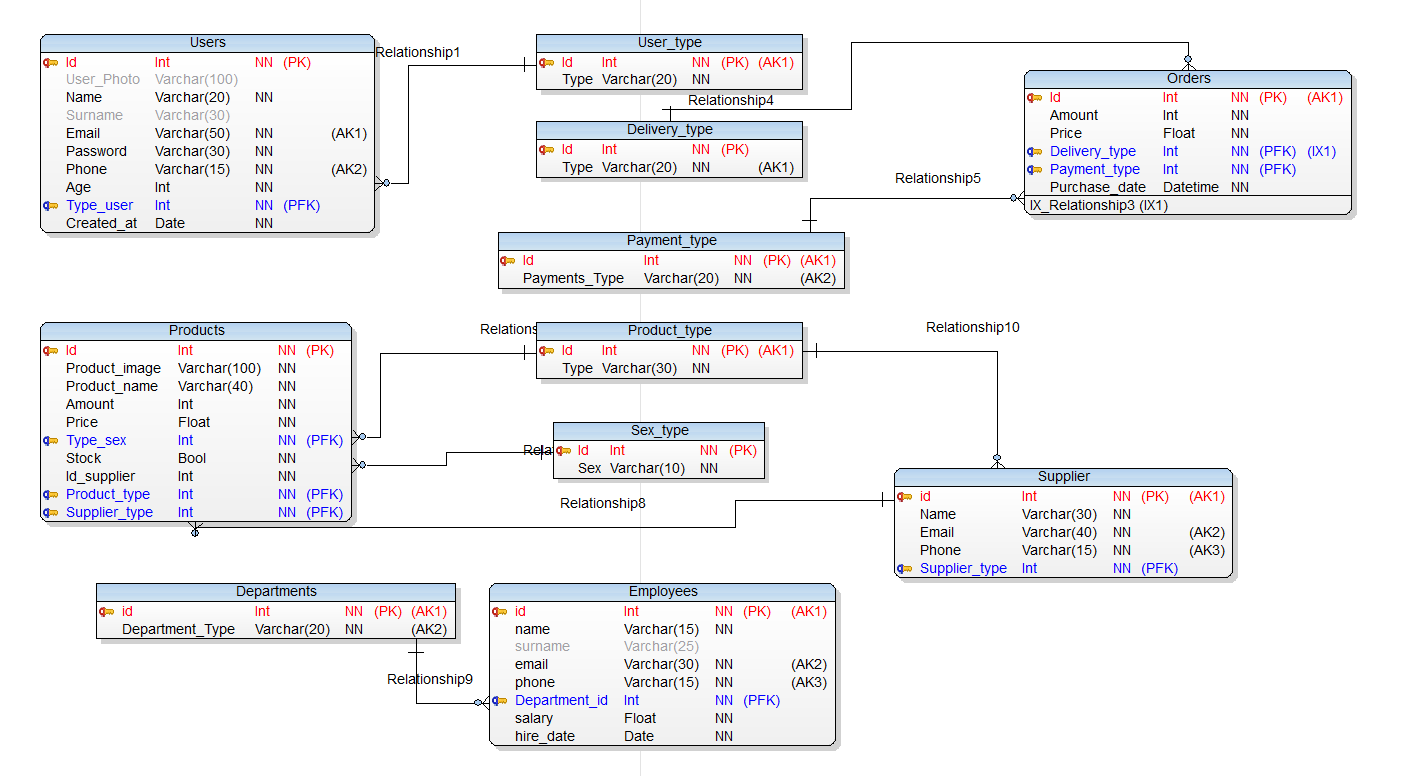 Users
Id Int NN (PK)
User_Photo Varchar(100)
Name Varchar(20) NN
Surname Varchar(30)
Email Varchar(50) NN (AK1)
Password Varchar(30) NN
Phone Varchar(15) NN (AK2)
Age Int NN
Type_user Int NN (PFK)
Created_at Date NN
Relationship1
User_type
Id Int NN (PK) (AK1)
Type Varchar(20) NN
Relationship4
Delivery_type
Id Int NN (PK)
Type Varchar(20) NN (AK1)
Orders
Id Int NN (PK) (AK1)
Amount Int NN
Price Float NN
Delivery_type Int NN (PFK) (IX1)
Payment_type Int NN (PFK)
Purchase_date Datetime NN
IX_Relationship3 (IX1)
Relationship5
Payment_type
Id Int NN (PK) (AK1)
Payments_Type Varchar(20) NN (AK2)
Products
Id Int NN (PK)
Product_image Varchar(100) NN
Product_name Varchar(40) NN
Amount Int NN
Price Float NN
Type_sex Int NN (PFK)
Stock Bool NN
Id_supplier Int NN
Product_type Int NN (PFK)
Supplier_type Int NN (PFK)
Relations
Product_type
Id Int NN (PK) (AK1)
Type Varchar(30) NN
Relationship10
Sex_type
Rela
Id Int NN (PK)
Sex Varchar(10) NN
Relationship8
Supplier
id Int NN (PK) (AK1)
Name Varchar(30) NN
Email Varchar(40) NN (AK2)
Phone Varchar(15) NN (AK3)
Supplier_type Int NN (PFK)
Departments
id Int NN (PK) (AK1)
Department_Type Varchar(20) NN (AK2)
Relationship9
Employees
id Int NN (PK) (AK1)
name Varchar(15) NN
surname Varchar(25)
email Varchar(30) NN (AK2)
phone Varchar(15) NN (AK3)
Department_id Int NN (PFK)
salary Float NN
hire_date Date NN